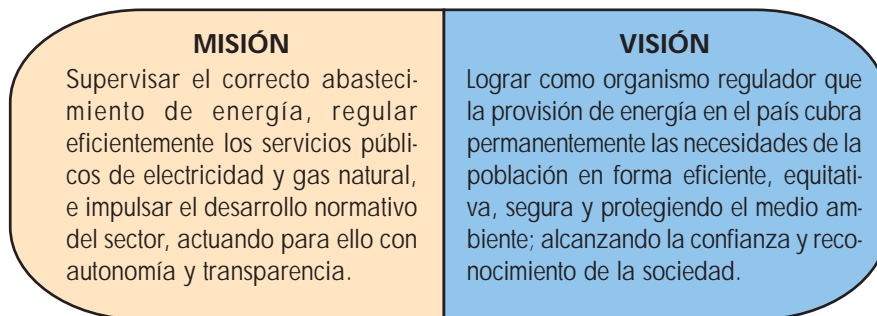 MISIÓN
Supervisar el correcto abasteci-
miento de energía, regular
eficientemente los servicios públi-
cos de electricidad y gas natural,
e impulsar el desarrollo normativo
del sector, actuando para ello con
autonomía y transparencia.
VISIÓN
Lograr como organismo regulador que
la provisión de energía en el país cubra
permanentemente las necesidades de la
población en forma eficiente, equitati-
va, segura y protegiendo el medio am-
biente; alcanzando la confianza y reco-
nocimiento de la sociedad.